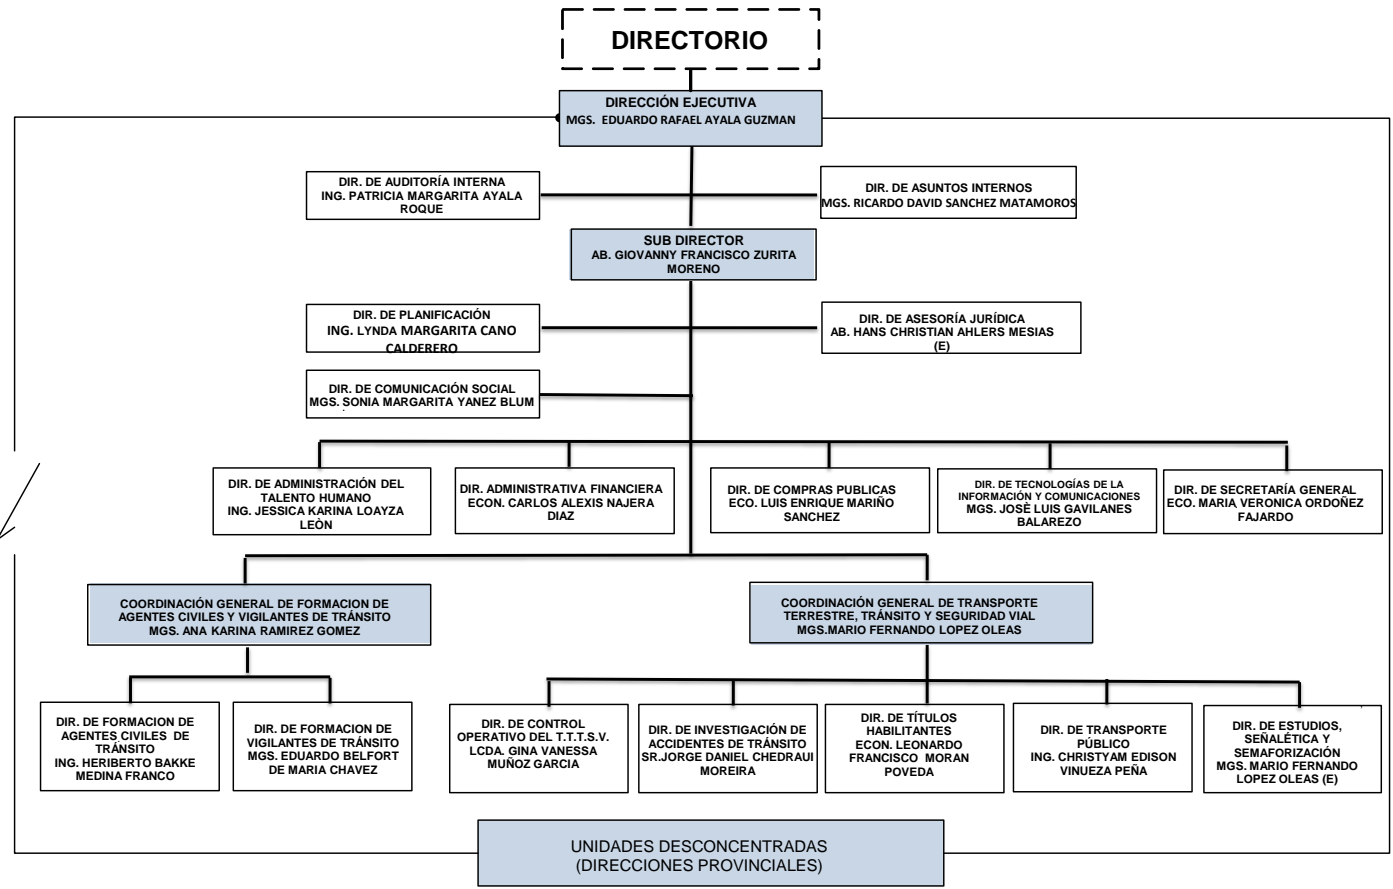 DIRECTORIO
DIRECCIÓN EJECUTIVA
MGS. EDUARDO RAFAEL AYALA GUZMAN
DIR. DE AUDITORÍA INTERNA
ING. PATRICIA MARGARITA AYALA
ROQUE
DIR. DE ASUNTOS INTERNOS
MGS. RICARDO DAVID SANCHEZ MATAMOROS
SUB DIRECTOR
AB. GIOVANNY FRANCISCO ZURITA
MORENO
DIR. DE PLANIFICACIÓN
ING. LYNDA MARGARITA CANO
CALDERERO
DIR. DE ASESORÍA JURÍDICA
AB. HANS CHRISTIAN AHLERS MESIAS
(E)
DIR. DE COMUNICACIÓN SOCIAL
MGS. SONIA MARGARITA YANEZ BLUM
DIR. DE ADMINISTRACIÓN DEL
TALENTO HUMANO
ING. JESSICA KARINA LOAYZA
LEÒN
DIR. ADMINISTRATIVA FINANCIERA
ECON. CARLOS ALEXIS NAJERA
DIAZ
DIR. DE COMPRAS PUBLICAS
ECO. LUIS ENRIQUE MARIÑO
SANCHEZ
DIR. DE TECNOLOGÍAS DE LA
INFORMACIÓN Y COMUNICACIONES
MGS. JOSÈ LUIS GAVILANES
BALAREZO
DIR. DE SECRETARÍA GENERAL
ECO. MARIA VERONICA ORDOÑEZ
FAJARDO
COORDINACIÓN GENERAL DE FORMACION DE
AGENTES CIVILES Y VIGILANTES DE TRÁNSITO
MGS. ANA KARINA RAMIREZ GOMEZ
COORDINACIÓN GENERAL DE TRANSPORTE
TERRESTRE, TRÁNSITO Y SEGURIDAD VIAL
MGS.MARIO FERNANDO LOPEZ OLEAS
DIR. DE FORMACION DE
AGENTES CIVILES DE
TRÁNSITO
ING. HERIBERTO BAKKE
MEDINA FRANCO
DIR. DE FORMACION DE
VIGILANTES DE TRÁNSITO
MGS. EDUARDO BELFORT
DE MARIA CHAVEZ
DIR. DE CONTROL
OPERATIVO DEL T.T.T.S.V.
LCDA. GINA VANESSA
MUÑOZ GARCIA
DIR. DE INVESTIGACIÓN DE
ACCIDENTES DE TRÁNSITO
SR.JORGE DANIEL CHEDRAUI
MOREIRA
DIR. DE TÍTULOS
HABILITANTES
ECON. LEONARDO
FRANCISCO MORAN
POVEDA
DIR. DE TRANSPORTE
PÚBLICO
ING. CHRISTYAM EDISON
VINUEZA PEÑA
DIR. DE ESTUDIOS,
SEÑALÉTICA Y
SEMAFORIZACIÓN
MGS. MARIO FERNANDO
LOPEZ OLEAS (E)
UNIDADES DESCONCENTRADAS
(DIRECCIONES PROVINCIALES)